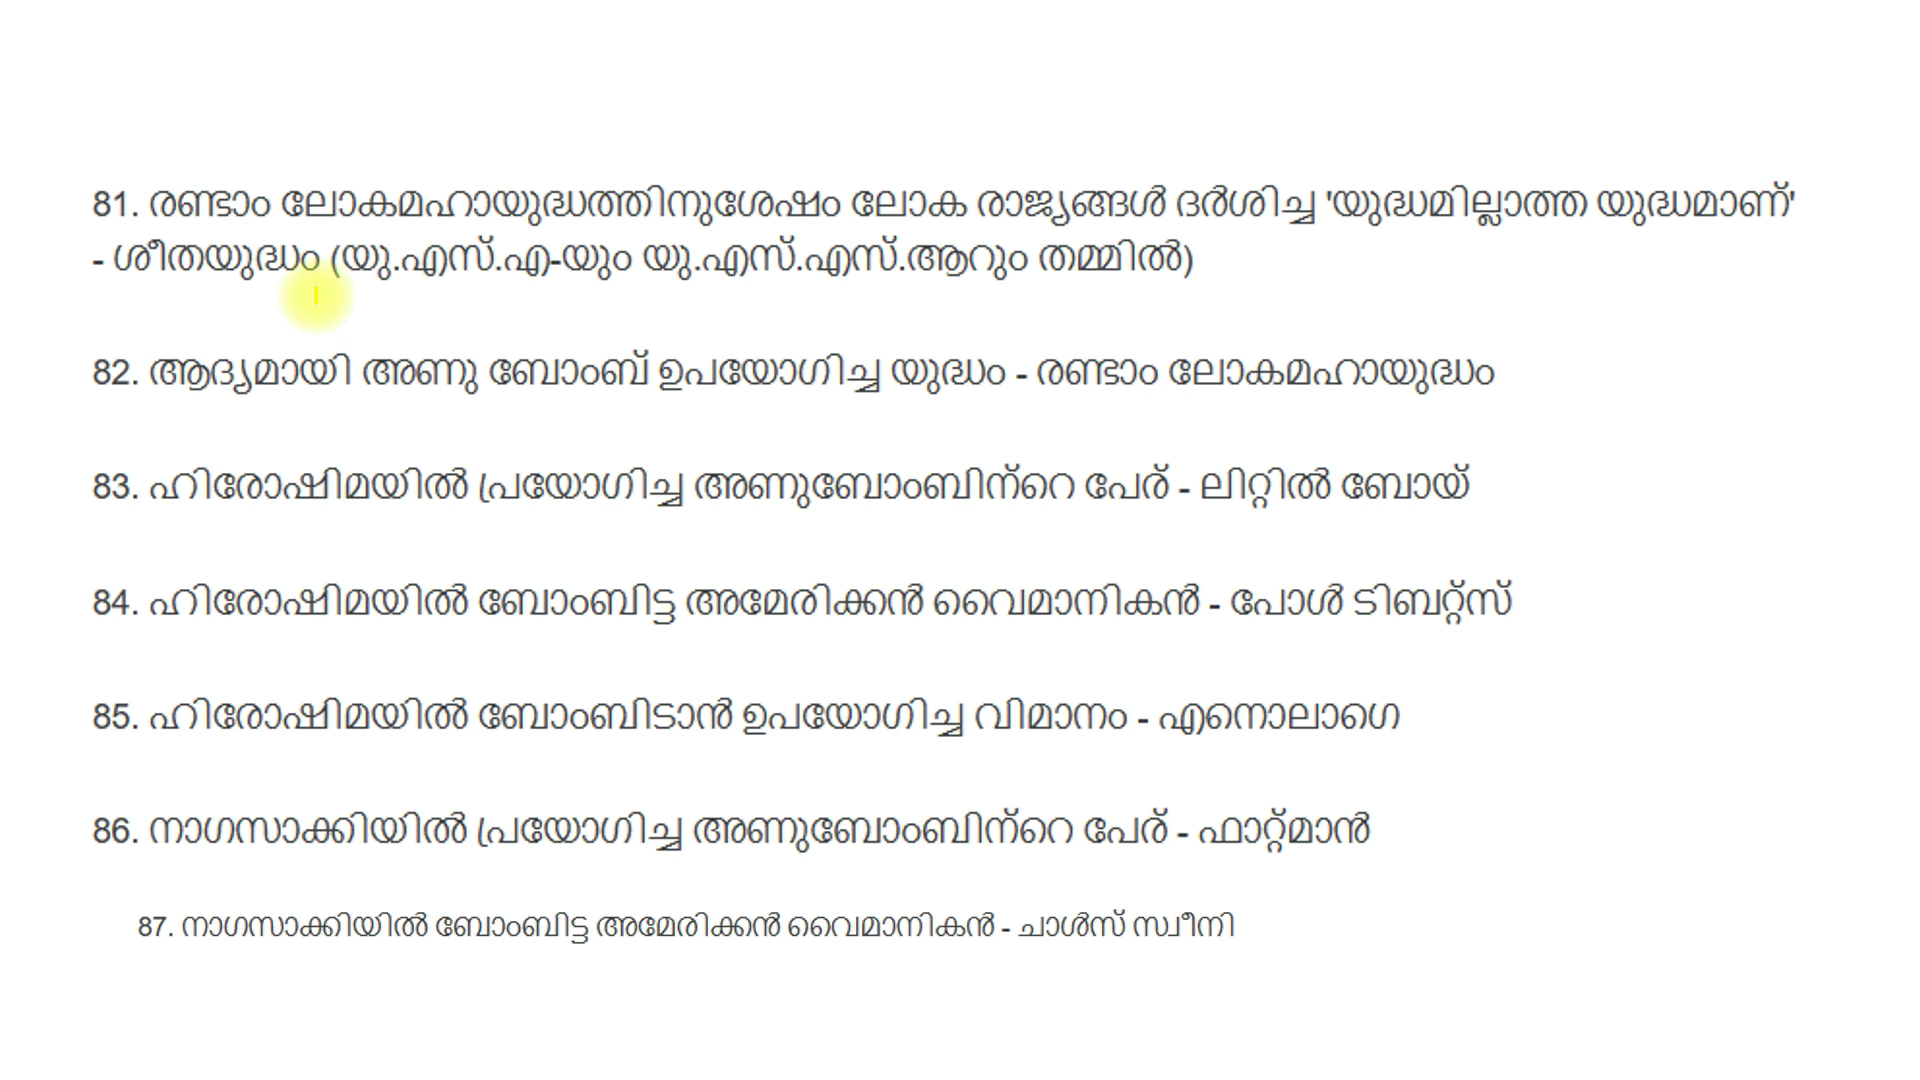 81. രണ്ടാം ലോകമഹായുദ്ധത്തിനുശേഷം ലോക രാജ്യങ്ങൾ ദർശിച്ച 'യുദ്ധമില്ലാത്ത യുദ്ധമാണ്'
- ശീതയുദ്ധം (യു.എസ്.എ-യും യു.എസ്.എസ്.ആറും തമ്മിൽ)
82. ആദ്യമായി അണു ബോംബ് ഉപയോഗിച്ച യുദ്ധം - രണ്ടാം ലോകമഹായുദ്ധം
83. ഹിരോഷിമയിൽ പ്രയോഗിച്ച അണുബോംബിന്റെ പേര് - ലിറ്റിൽ ബോയ്
84. ഹിരോഷിമയിൽ ബോംബിട്ട അമേരിക്കൻ വൈമാനികൻ - പോൾ ടിബറ്റ്സ്
85. ഹിരോഷിമയിൽ ബോംബിടാൻ ഉപയോഗിച്ച വിമാനം - എനൊലാഗെ
86. നാഗസാക്കിയിൽ പ്രയോഗിച്ച അണുബോംബിന്റെ പേര് - ഫാറ്റ്മാൻ
87. നാഗസാക്കിയിൽ ബോംബിട്ട അമേരിക്കൻ വൈമാനികൻ - ചാൾസ് സ്വീനി